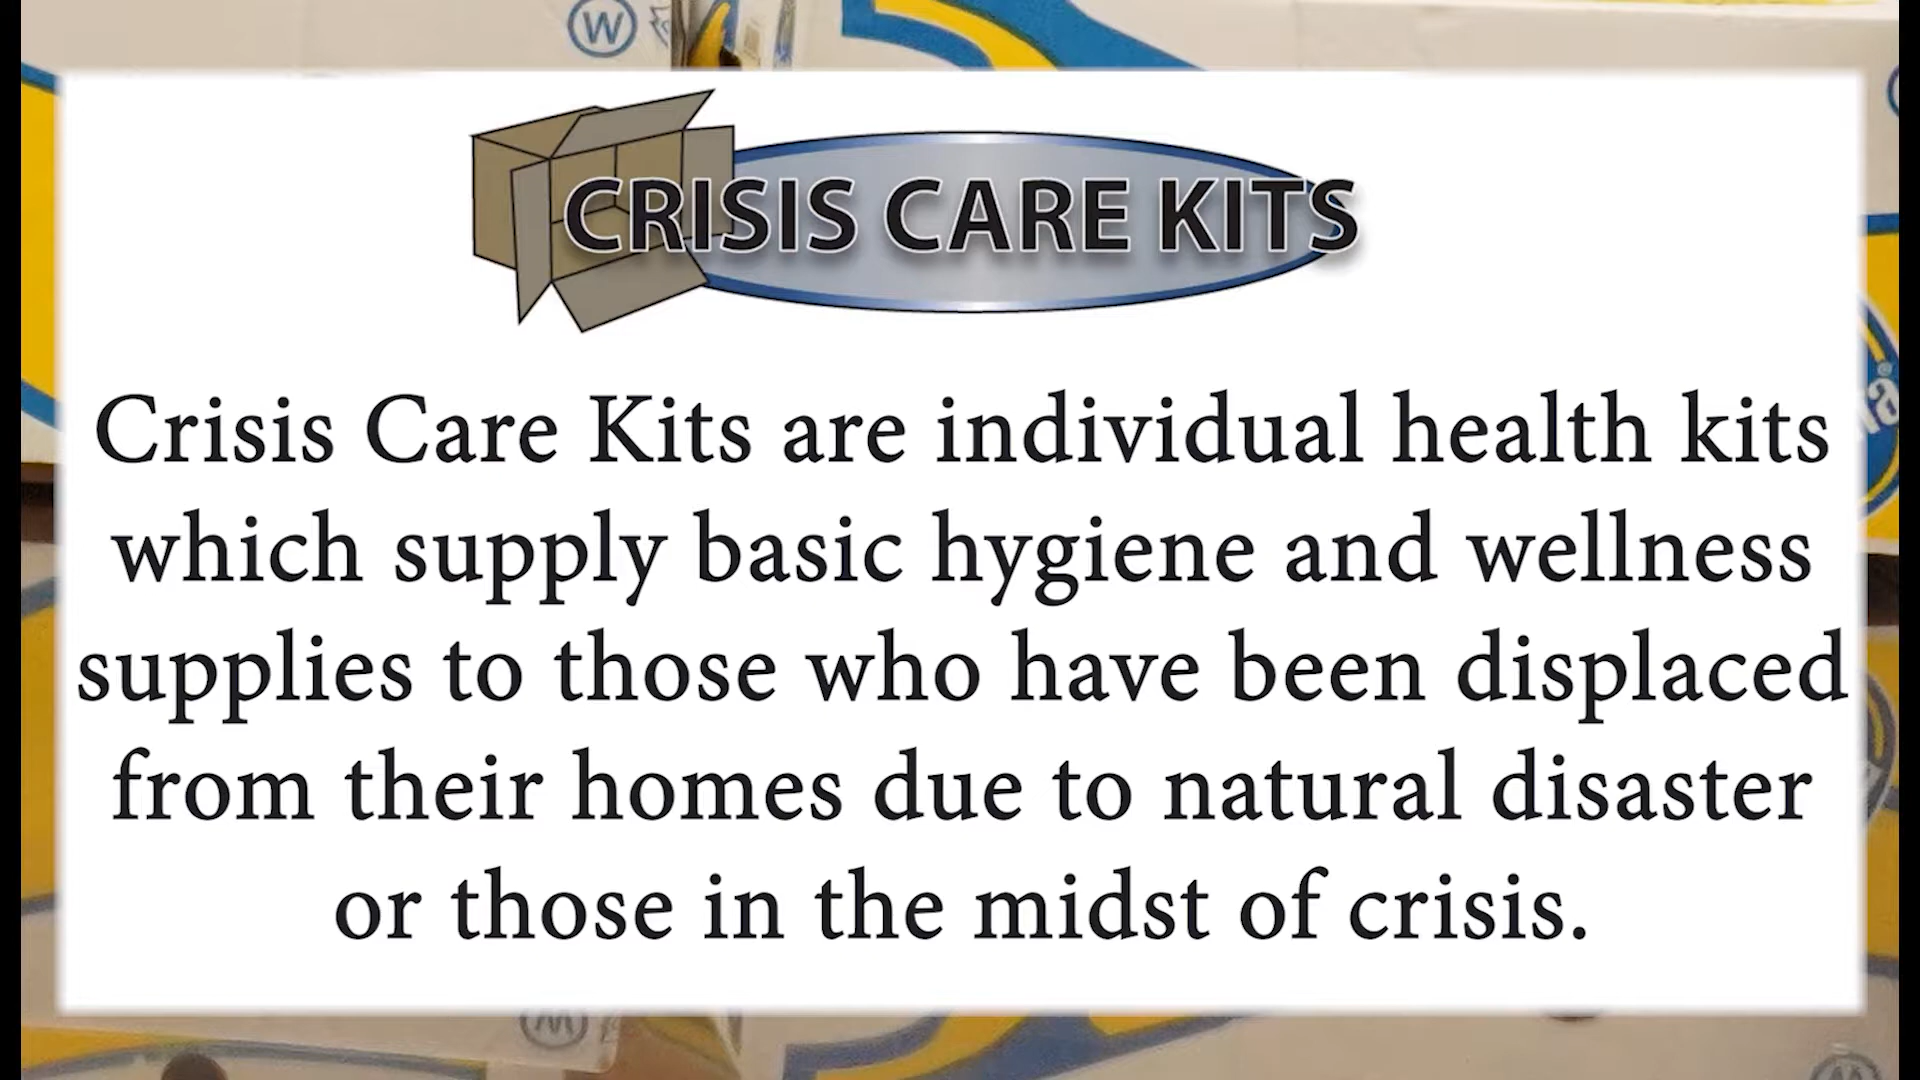 W
CRISIS CARE KITS
Crisis Care Kits are individual health kits
which supply basic hygiene and wellness
supplies to those who have been displaced
from their homes due to natural disaster
or those in the midst of crisis.
W